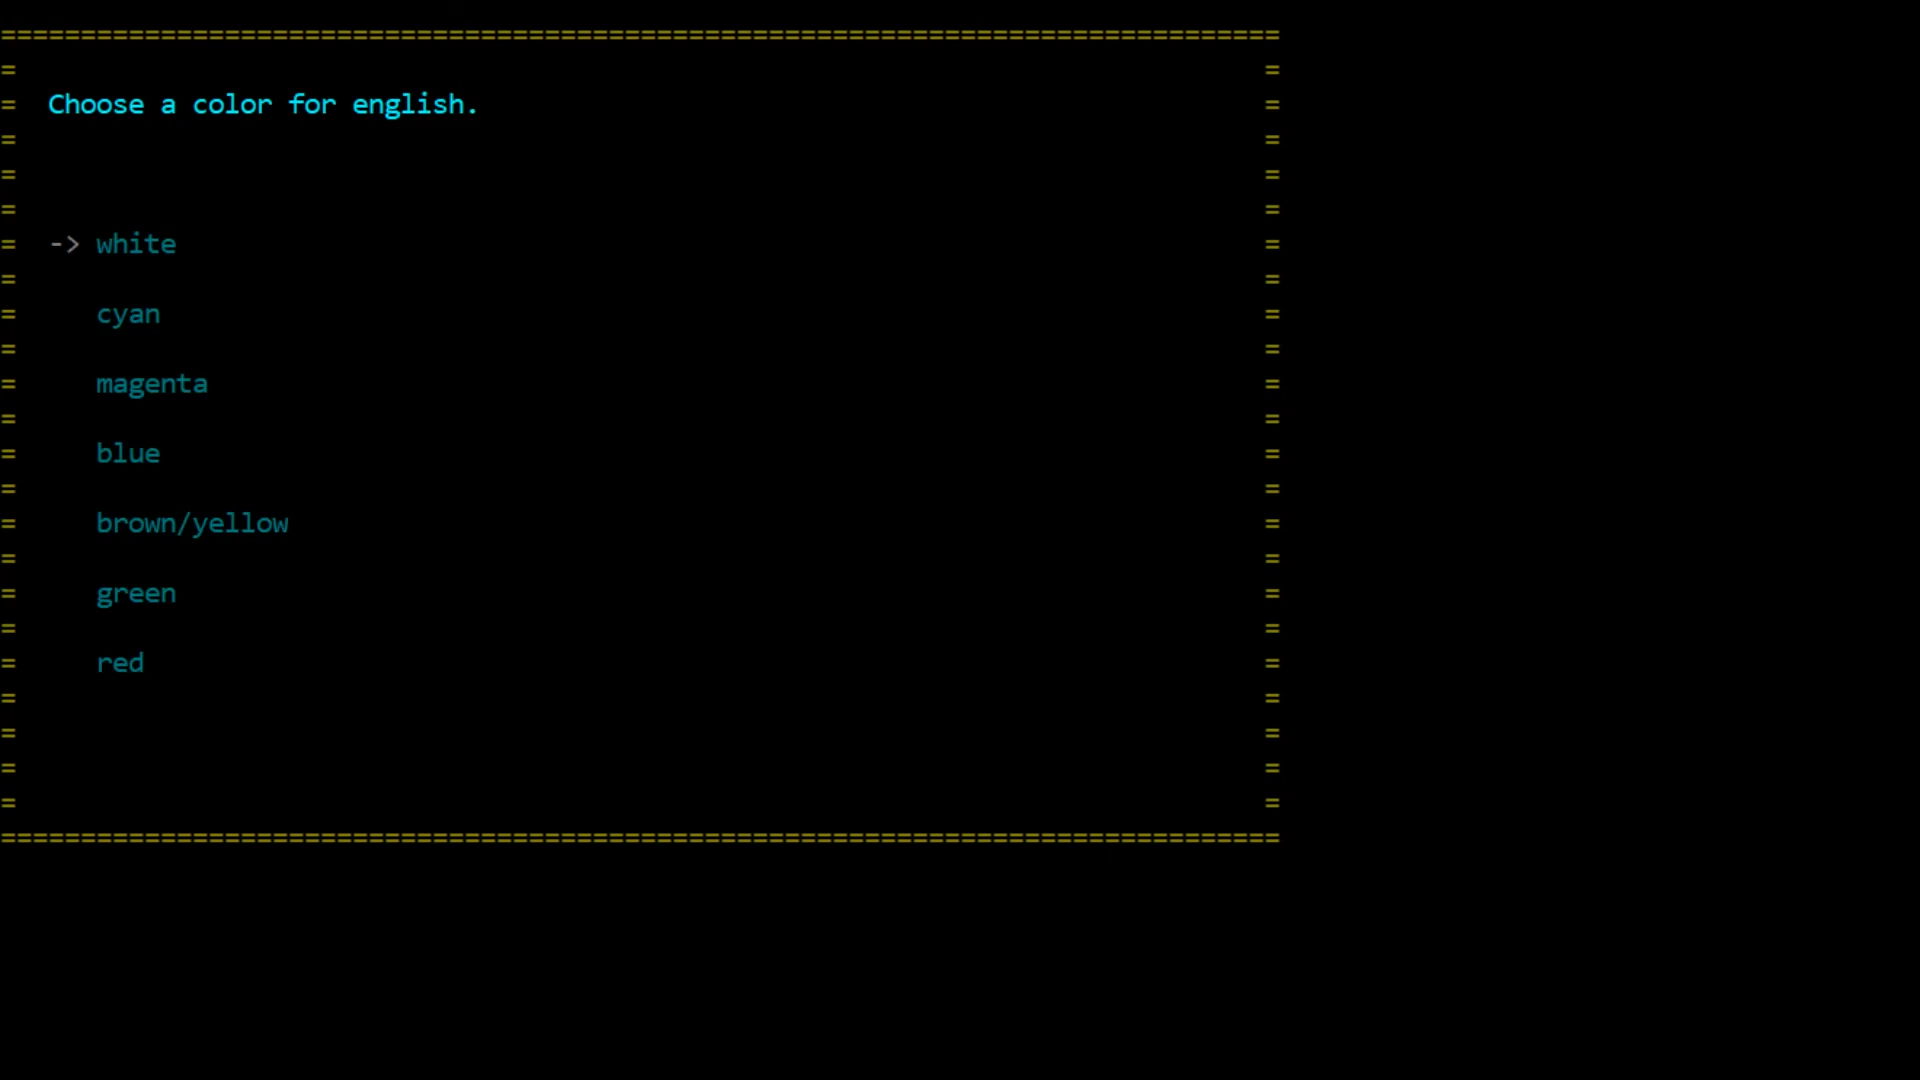 Choose a color for english.
-> white
cyan
magenta
blue
brown/yellow
green
red